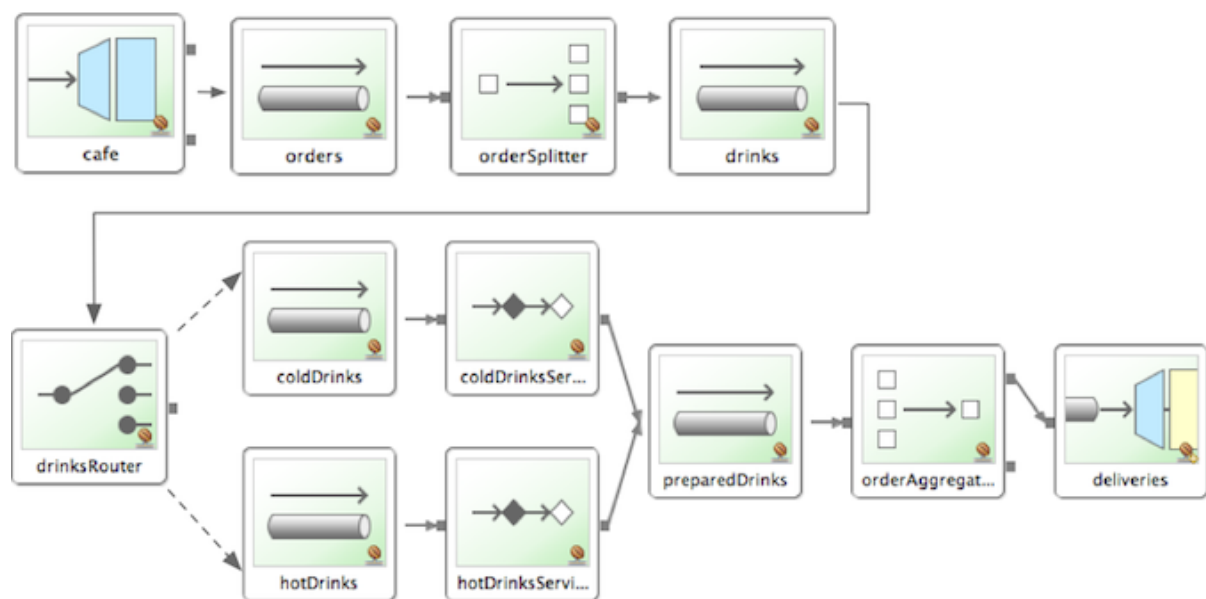 cafe
orders
orderSplitter
drinks
coldDrinks
coldDrinksSer...
drinksRouter
preparedDrinks
orderAggregat...
deliveries
hotDrinks
hotDrinksServi...